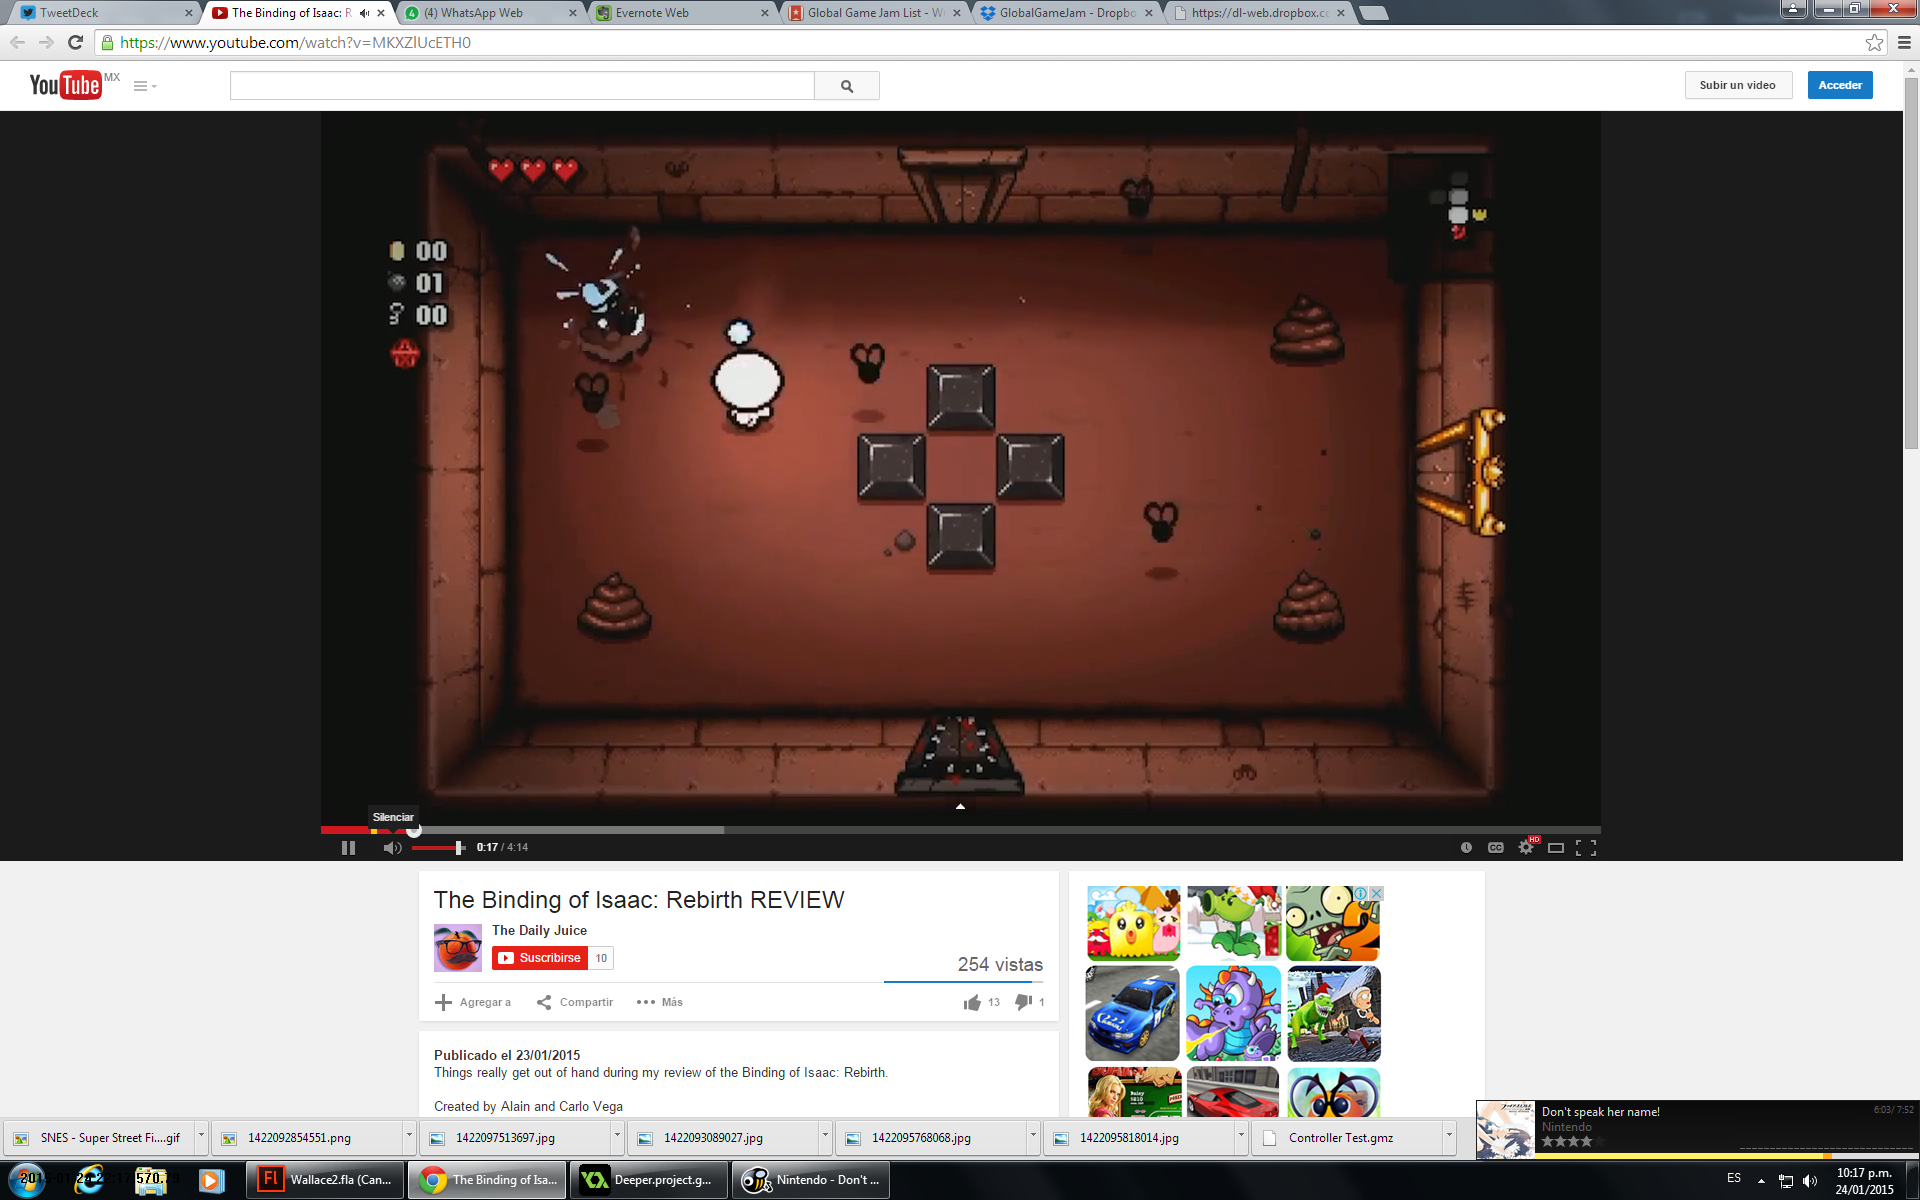 TweetDeck
The Binding of Isaac: R
(4) WhatsApp Web
Evernote Web
Global Game Jam List - W
GlobalGameJam - Dropbo
https://dl-web.dropbox.c
https://www.youtube.com/watch?v=MKXZlUcETH0
YouTube MX
Subir un video
Acceder
00
01
00
Silenciar
0:17 / 4:14
CC
HD
The Binding of Isaac: Rebirth REVIEW
The Daily Juice
Suscribirse 10
254 vistas
Agregar a
Compartir
Más
13
1
Publicado el 23/01/2015
Things really get out of hand during my review of the Binding of Isaac: Rebirth.
Created by Alain and Carlo Vega
2
Don't speak her name!
6:03/ 7:52
Nintendo
SNES - Super Street Fi....gif
1422092854551.png
1422097513697.jpg
1422093089027.jpg
1422095768068.jpg
1422095818014.jpg
Controller Test.gmz
Fl
Wallace2.fla (Can...
The Binding of Isa...
Deeper.project.g...
Nintendo - Don't ...
ES
10:17 p.m.
24/01/2015